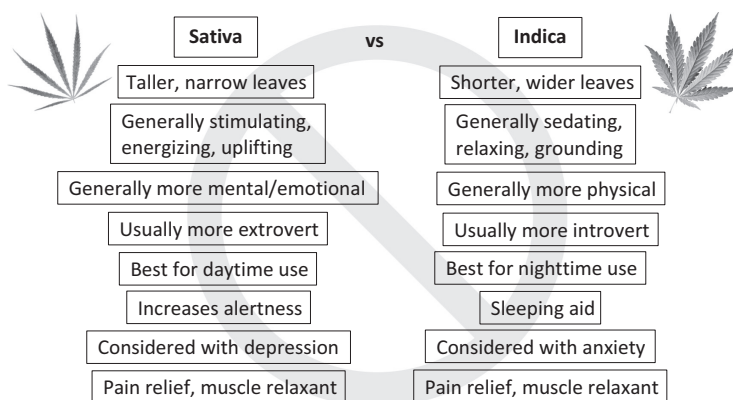 Sativa vs Indica
Taller, narrow leaves
Shorter, wider leaves
Generally stimulating,
energizing, uplifting
Generally sedating,
relaxing, grounding
Generally more mental/emotional
Generally more physical
Usually more extrovert
Usually more introvert
Best for daytime use
Best for nighttime use
Increases alertness
Sleeping aid
Considered with depression
Considered with anxiety
Pain relief, muscle relaxant
Pain relief, muscle relaxant